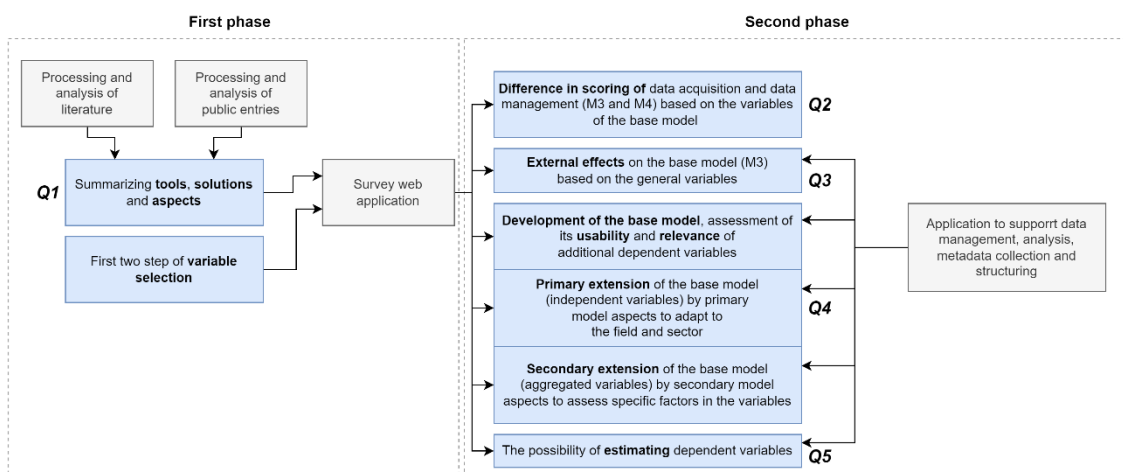 First phase
Second phase
Processing and
analysis of
literature
Processing and
analysis of
public entries
Q1
Summarizing tools, solutions
and aspects
First two step of variable
selection
Survey web
application
Difference in scoring of data acquisition and data
management (M3 and M4) based on the variables
of the base model
Q2
External effects on the base model (M3)
based on the general variables
Q3
Development of the base model, assessment of
its usability and relevance of
additional dependent variables
Primary extension of the base model
(independent variables) by primary
model aspects to adapt to
the field and sector
Q4
Secondary extension of the base model
(aggregated variables) by secondary model
aspects to assess specific factors in the variables
The possibility of estimating dependent variables
Q5
Application to supporrt data
management, analysis,
metadata collection and
structuring